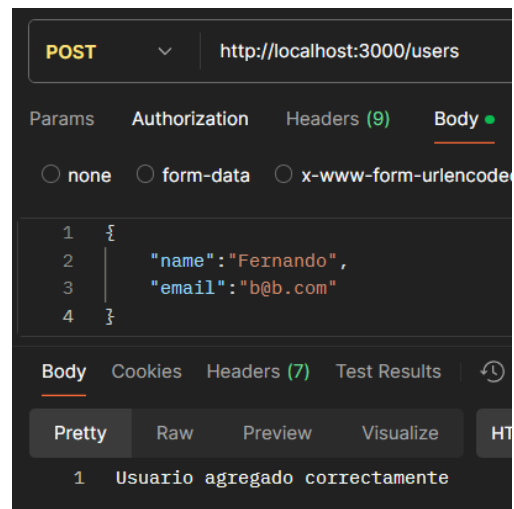 POST http://localhost:3000/users
Params Authorization Headers (9) Body
none form-data x-www-form-urlencoded
1 {
2 "name":"Fernando",
3 "email":"b@b.com"
4 }
Body Cookies Headers (7) Test Results
Pretty Raw Preview Visualize HT
1 Usuario agregado correctamente